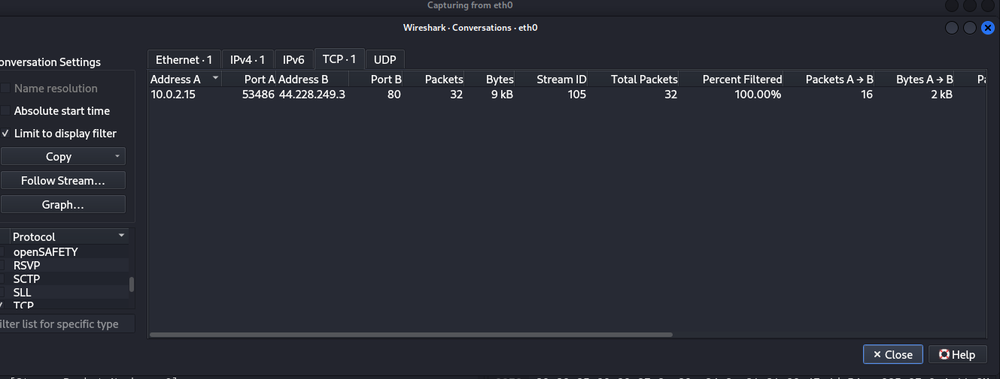 Capturing from eth0
Wireshark · Conversations · eth0
onversation Settings
Name resolution
Absolute start time
Limit to display filter
Copy
Follow Stream...
Graph...
Protocol
openSAFETY
RSVP
SCTP
SLL
TCP
ilter list for specific type
Ethernet · 1 IPv4 · 1 IPv6 TCP · 1 UDP
Address A Port A Address B Port B Packets Bytes Stream ID Total Packets Percent Filtered Packets A → B Bytes A → B Pa
10.0.2.15 53486 44.228.249.3 80 32 9 kB 105 32 100.00% 16 2 kB
Close Help